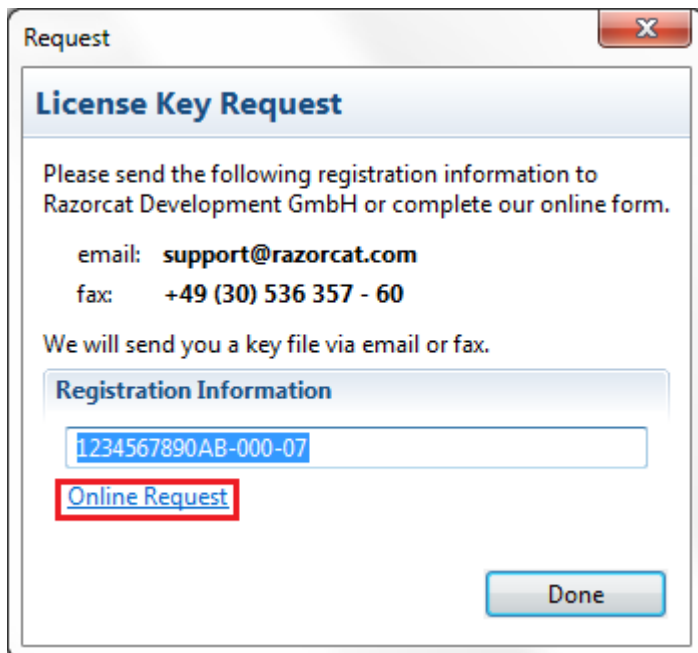 Request
License Key Request
Please send the following registration information to
Razorcat Development GmbH or complete our online form.
email: support@razorcat.com
fax: +49 (30) 536 357 - 60
We will send you a key file via email or fax.
Registration Information
1234567890AB-000-07
Online Request
Done